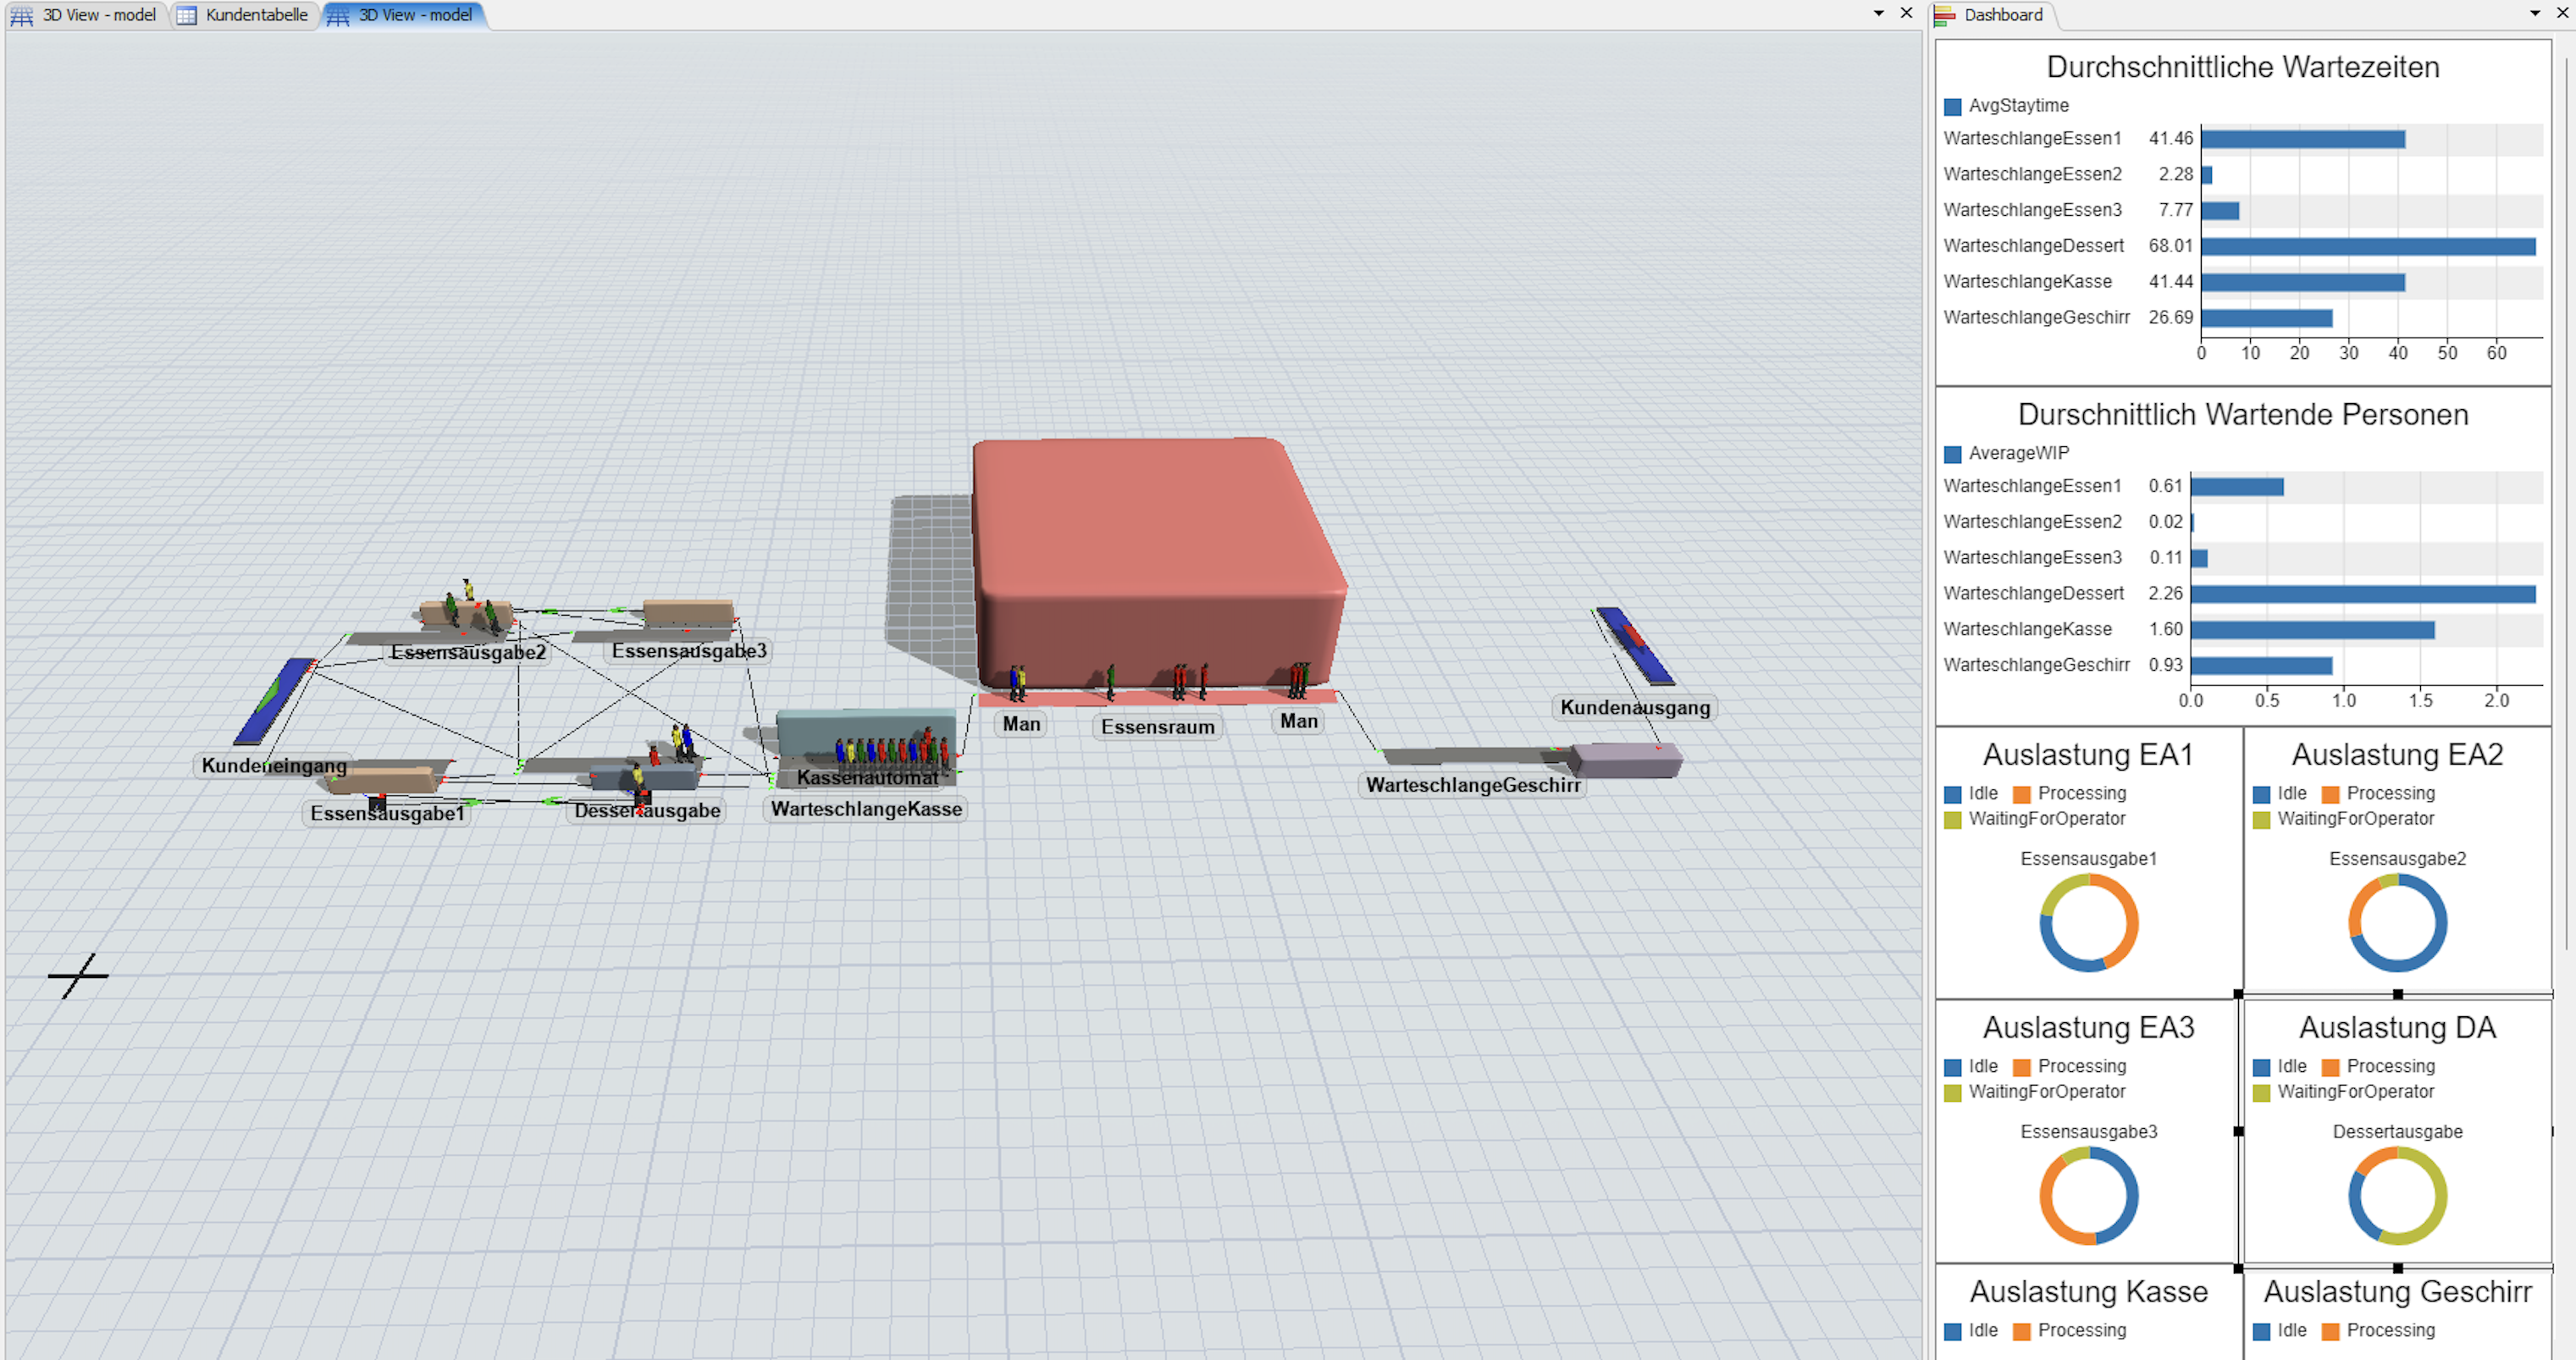 3D View - model
Kundentabelle
3D View - model
Essensausgabe2
Essensausgabe3
Kundeneingang
Essensausgabe1
Dessertausgabe
Kassenautomat
WarteschlangeKasse
Man
Essensraum
Man
WarteschlangeGeschirr
Kundenausgang
Dashboard
Durchschnittliche Wartezeiten
AvgStaytime
WarteschlangeEssen1 41.46
WarteschlangeEssen2 2.28
WarteschlangeEssen3 7.77
WarteschlangeDessert 68.01
WarteschlangeKasse 41.44
WarteschlangeGeschirr 26.69
0 10 20 30 40 50 60
Durschnittlich Wartende Personen
AverageWIP
WarteschlangeEssen1 0.61
WarteschlangeEssen2 0.02
WarteschlangeEssen3 0.11
WarteschlangeDessert 2.26
WarteschlangeKasse 1.60
WarteschlangeGeschirr 0.93
0.0 0.5 1.0 1.5 2.0
Auslastung EA1
Idle Processing
WaitingForOperator
Essensausgabe1
Auslastung EA2
Idle Processing
WaitingForOperator
Essensausgabe2
Auslastung EA3
Idle Processing
WaitingForOperator
Essensausgabe3
Auslastung DA
Idle Processing
WaitingForOperator
Dessertausgabe
Auslastung Kasse
Idle Processing
Auslastung Geschirr
Idle Processing